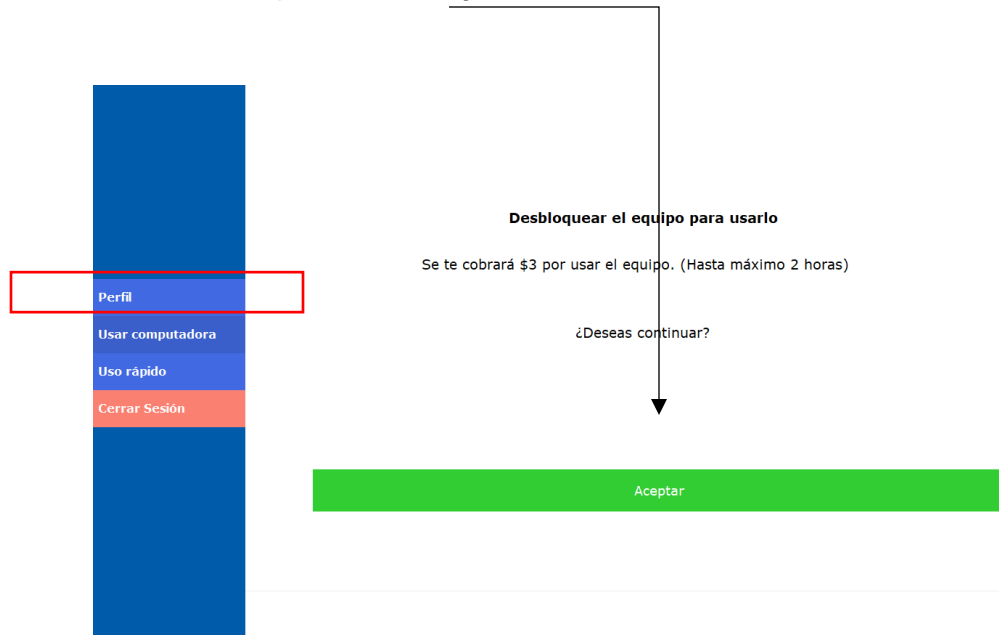 Desbloquear el equipo para usarlo
Se te cobrará $3 por usar el equipo. (Hasta máximo 2 horas)
Perfil
Usar computadora
¿Deseas continuar?
Uso rápido
Cerrar Sesión
Aceptar